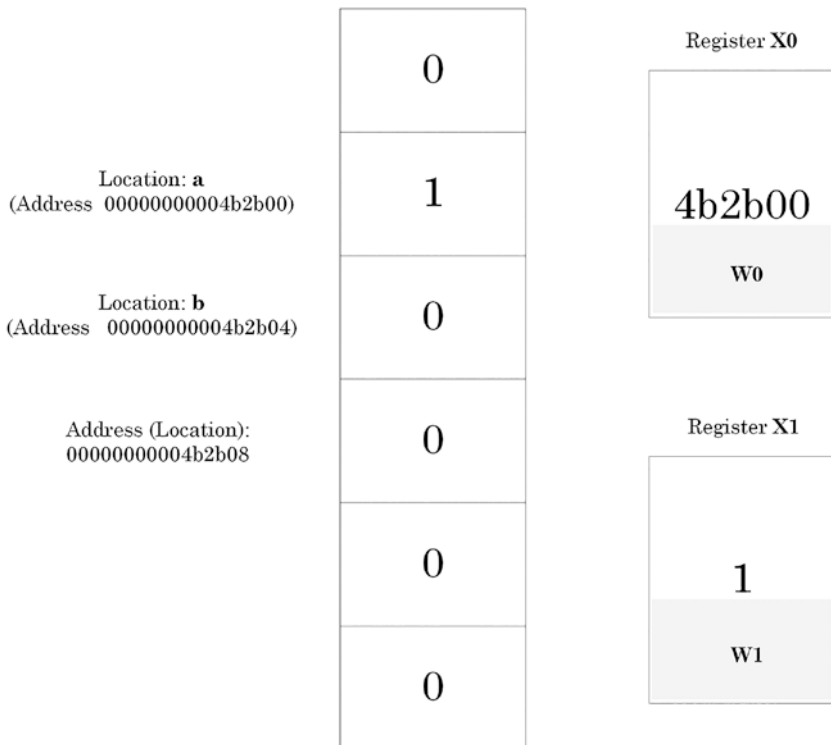 0
Register X0
Location: a
(Address 00000000004b2b00)
1
4b2b00
W0
Location: b
(Address 00000000004b2b04)
0
Address (Location):
00000000004b2b08
0
Register X1
0
1
W1
0